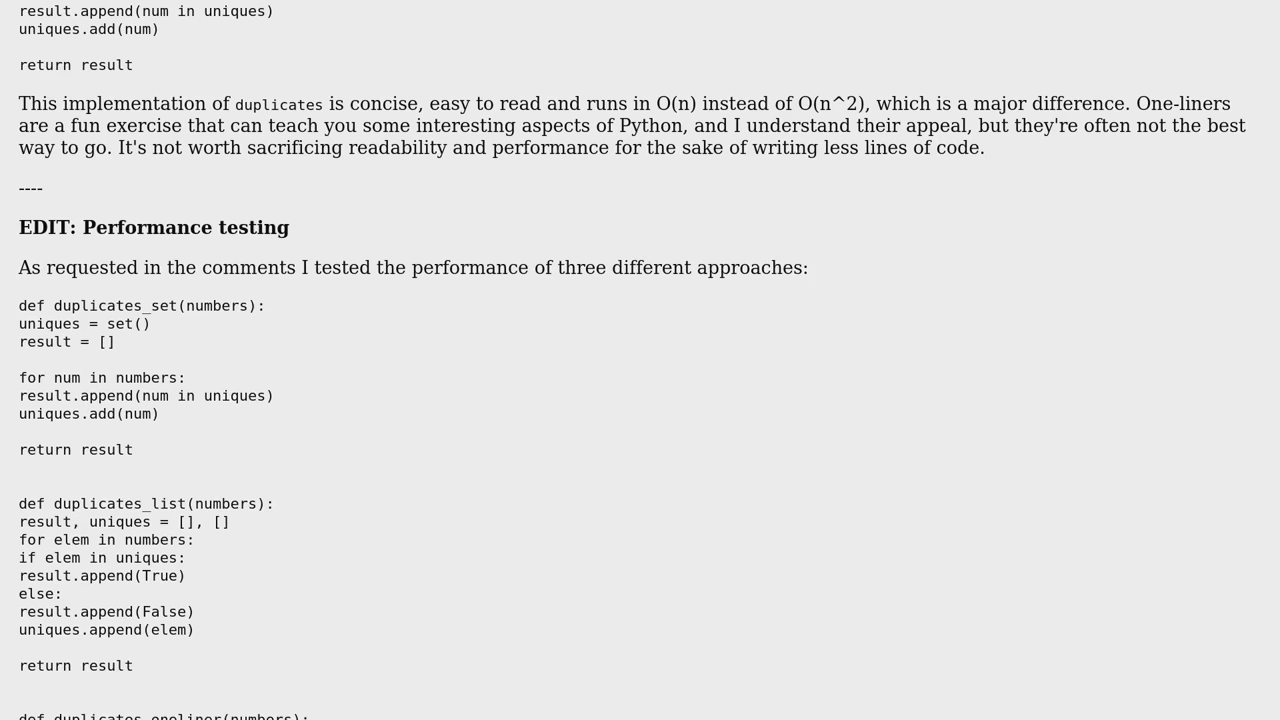 result.append(num in uniques)
uniques.add(num)
return result
This implementation of duplicates is concise, easy to read and runs in O(n) instead of O(n^2), which is a major difference. One-liners
are a fun exercise that can teach you some interesting aspects of Python, and I understand their appeal, but they're often not the best
way to go. It's not worth sacrificing readability and performance for the sake of writing less lines of code.
----
EDIT: Performance testing
As requested in the comments I tested the performance of three different approaches:
def duplicates_set(numbers):
uniques = set()
result = []
for num in numbers:
result.append(num in uniques)
uniques.add(num)
return result
def duplicates_list(numbers):
result, uniques = [], []
for elem in numbers:
if elem in uniques:
result.append(True)
else:
result.append(False)
uniques.append(elem)
return result
def duplicates_oneliner(numbers):